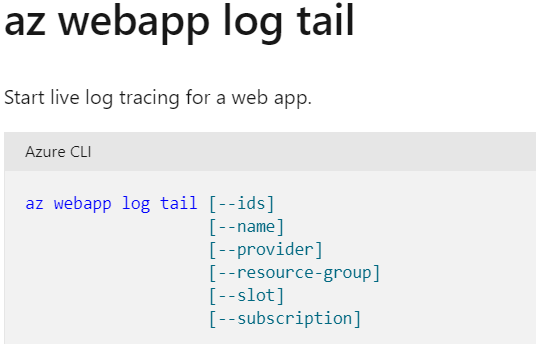 az webapp log tail
Start live log tracing for a web app.
Azure CLI
az webapp log tail [--ids]
[--name]
[--provider]
[--resource-group]
[--slot]
[--subscription]